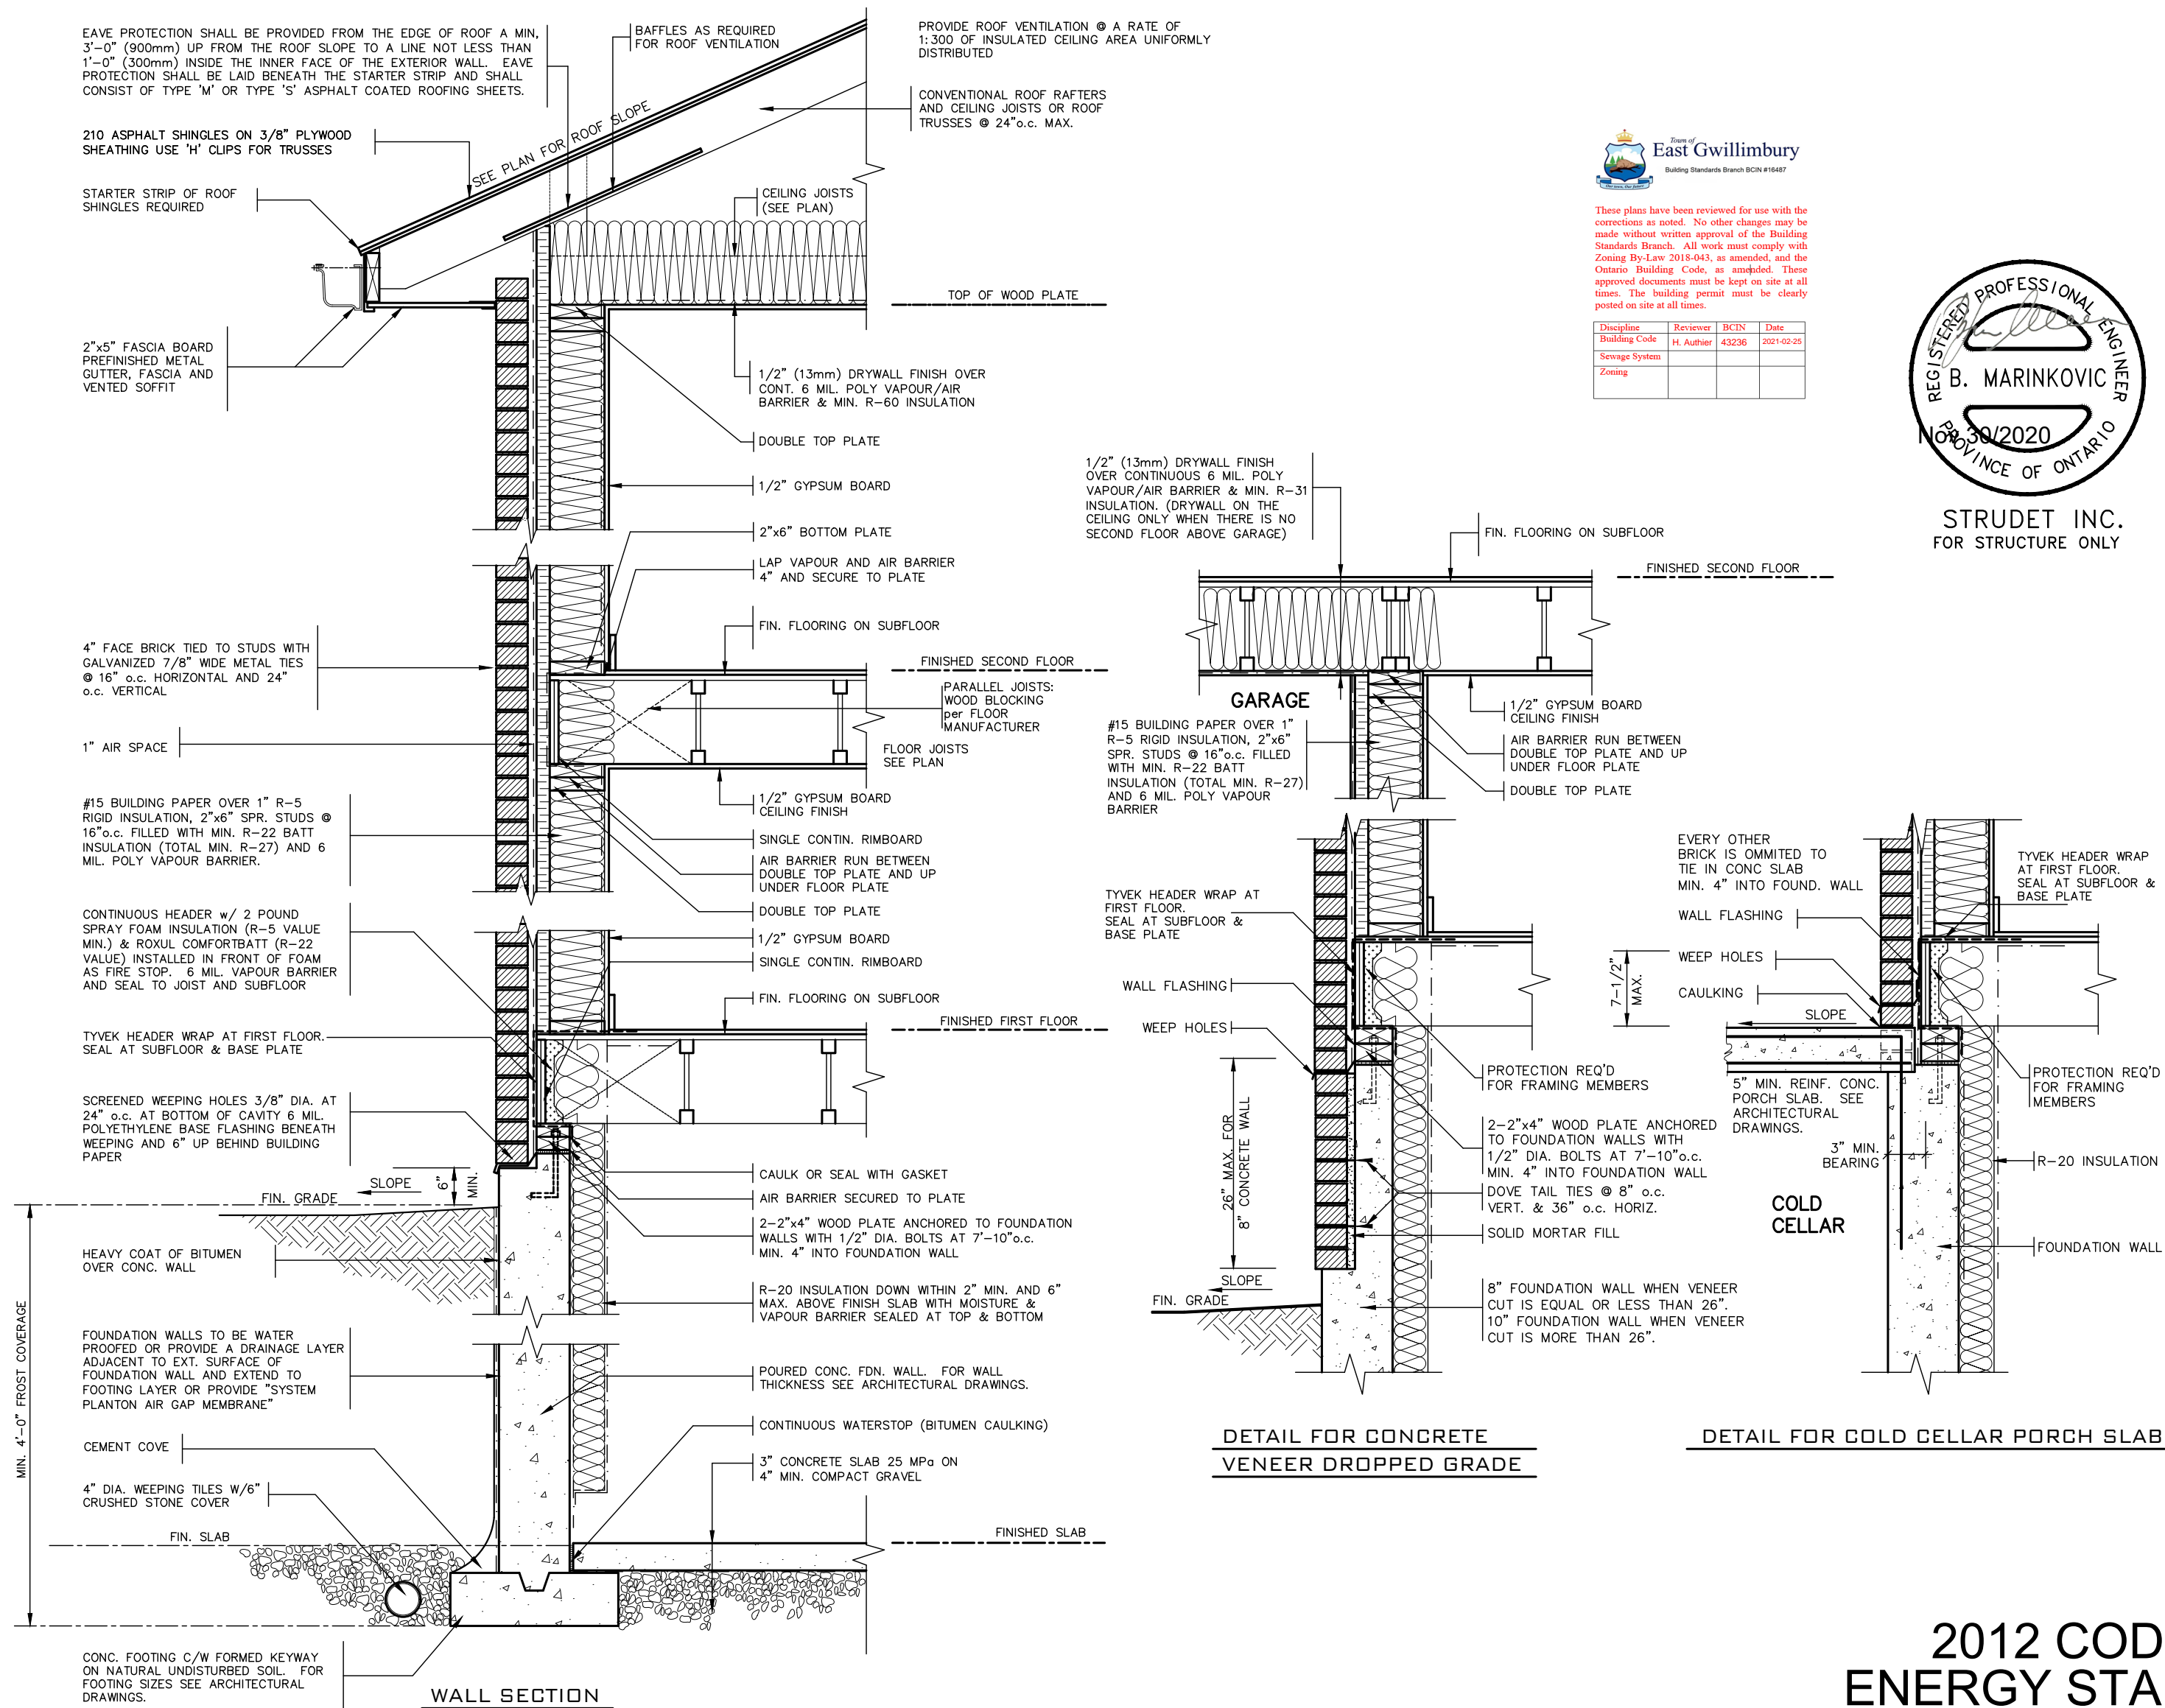 EAVE PROTECTION SHALL BE PROVIDED FROM THE EDGE OF ROOF A MIN,
3'-0" (900mm) UP FROM THE ROOF SLOPE TO A LINE NOT LESS THAN
1'-0" (300mm) INSIDE THE INNER FACE OF THE EXTERIOR WALL. EAVE
PROTECTION SHALL BE LAID BENEATH THE STARTER STRIP AND SHALL
CONSIST OF TYPE 'M' OR TYPE 'S' ASPHALT COATED ROOFING SHEETS.
210 ASPHALT SHINGLES ON 3/8" PLYWOOD
SHEATHING USE 'H' CLIPS FOR TRUSSES
STARTER STRIP OF ROOF
SHINGLES REQUIRED
2"x5" FASCIA BOARD
PREFINISHED METAL
GUTTER, FASCIA AND
VENTED SOFFIT
4" FACE BRICK TIED TO STUDS WITH
GALVANIZED 7/8" WIDE METAL TIES
@ 16" o.c. HORIZONTAL AND 24"
o.c. VERTICAL
1" AIR SPACE
#15 BUILDING PAPER OVER 1" R-5
RIGID INSULATION, 2"x6" SPR. STUDS @
16"o.c. FILLED WITH MIN. R-22 BATT
INSULATION (TOTAL MIN. R-27) AND 6
MIL. POLY VAPOUR BARRIER.
CONTINUOUS HEADER w/ 2 POUND
SPRAY FOAM INSULATION (R-5 VALUE
MIN.) & ROXUL COMFORTBATT (R-22
VALUE) INSTALLED IN FRONT OF FOAM
AS FIRE STOP. 6 MIL. VAPOUR BARRIER
AND SEAL TO JOIST AND SUBFLOOR
TYVEK HEADER WRAP AT FIRST FLOOR.
SEAL AT SUBFLOOR & BASE PLATE
SCREENED WEEPING HOLES 3/8" DIA. AT
24" o.c. AT BOTTOM OF CAVITY 6 MIL.
POLYETHYLENE BASE FLASHING BENEATH
WEEPING AND 6" UP BEHIND BUILDING
PAPER
FIN. GRADE
SLOPE
6"
MIN.
HEAVY COAT OF BITUMEN
OVER CONC. WALL
MIN. 4'-0" FROST COVERAGE
FOUNDATION WALLS TO BE WATER
PROOFED OR PROVIDE A DRAINAGE LAYER
ADJACENT TO EXT. SURFACE OF
FOUNDATION WALL AND EXTEND TO
FOOTING LAYER OR PROVIDE "SYSTEM
PLANTON AIR GAP MEMBRANE"
CEMENT COVE
4" DIA. WEEPING TILES W/6"
CRUSHED STONE COVER
FIN. SLAB
CONC. FOOTING C/W FORMED KEYWAY
ON NATURAL UNDISTURBED SOIL. FOR
FOOTING SIZES SEE ARCHITECTURAL
DRAWINGS.
WALL SECTION
SEE PLAN FOR ROOF SLOPE
BAFFLES AS REQUIRED
FOR ROOF VENTILATION
PROVIDE ROOF VENTILATION @ A RATE OF
1:300 OF INSULATED CEILING AREA UNIFORMLY
DISTRIBUTED
CONVENTIONAL ROOF RAFTERS
AND CEILING JOISTS OR ROOF
TRUSSES @ 24"o.c. MAX.
CEILING JOISTS
(SEE PLAN)
TOP OF WOOD PLATE
1/2" (13mm) DRYWALL FINISH OVER
CONT. 6 MIL. POLY VAPOUR/AIR
BARRIER & MIN. R-60 INSULATION
DOUBLE TOP PLATE
1/2" GYPSUM BOARD
2"x6" BOTTOM PLATE
LAP VAPOUR AND AIR BARRIER
4" AND SECURE TO PLATE
FIN. FLOORING ON SUBFLOOR
FINISHED SECOND FLOOR
PARALLEL JOISTS:
WOOD BLOCKING
per FLOOR
MANUFACTURER
FLOOR JOISTS
SEE PLAN
1/2" GYPSUM BOARD
CEILING FINISH
SINGLE CONTIN. RIMBOARD
AIR BARRIER RUN BETWEEN
DOUBLE TOP PLATE AND UP
UNDER FLOOR PLATE
DOUBLE TOP PLATE
1/2" GYPSUM BOARD
SINGLE CONTIN. RIMBOARD
FIN. FLOORING ON SUBFLOOR
FINISHED FIRST FLOOR
CAULK OR SEAL WITH GASKET
AIR BARRIER SECURED TO PLATE
2-2"x4" WOOD PLATE ANCHORED TO FOUNDATION
WALLS WITH 1/2" DIA. BOLTS AT 7'-10"o.c.
MIN. 4" INTO FOUNDATION WALL
R-20 INSULATION DOWN WITHIN 2" MIN. AND 6"
MAX. ABOVE FINISH SLAB WITH MOISTURE &
VAPOUR BARRIER SEALED AT TOP & BOTTOM
POURED CONC. FDN. WALL. FOR WALL
THICKNESS SEE ARCHITECTURAL DRAWINGS.
CONTINUOUS WATERSTOP (BITUMEN CAULKING)
3" CONCRETE SLAB 25 MPa ON
4" MIN. COMPACT GRAVEL
FINISHED SLAB
1/2" (13mm) DRYWALL FINISH
OVER CONTINUOUS 6 MIL. POLY
VAPOUR/AIR BARRIER & MIN. R-31
INSULATION. (DRYWALL ON THE
CEILING ONLY WHEN THERE IS NO
SECOND FLOOR ABOVE GARAGE)
FIN. FLOORING ON SUBFLOOR
FINISHED SECOND FLOOR
GARAGE
#15 BUILDING PAPER OVER 1"
R-5 RIGID INSULATION, 2"x6"
SPR. STUDS @ 16"o.c. FILLED
WITH MIN. R-22 BATT
INSULATION (TOTAL MIN. R-27)
AND 6 MIL. POLY VAPOUR
BARRIER
1/2" GYPSUM BOARD
CEILING FINISH
AIR BARRIER RUN BETWEEN
DOUBLE TOP PLATE AND UP
UNDER FLOOR PLATE
DOUBLE TOP PLATE
TYVEK HEADER WRAP AT
FIRST FLOOR.
SEAL AT SUBFLOOR &
BASE PLATE
WALL FLASHING
WEEP HOLES
26" MAX. FOR
8" CONCRETE WALL
SLOPE
FIN. GRADE
PROTECTION REQ'D
FOR FRAMING MEMBERS
2-2"x4" WOOD PLATE ANCHORED
TO FOUNDATION WALLS WITH
1/2" DIA. BOLTS AT 7'-10"o.c.
MIN. 4" INTO FOUNDATION WALL
DOVE TAIL TIES @ 8" o.c.
VERT. & 36" o.c. HORIZ.
SOLID MORTAR FILL
8" FOUNDATION WALL WHEN VENEER
CUT IS EQUAL OR LESS THAN 26".
10" FOUNDATION WALL WHEN VENEER
CUT IS MORE THAN 26".
DETAIL FOR CONCRETE
VENEER DROPPED GRADE
EVERY OTHER
BRICK IS OMMITED TO
TIE IN CONC SLAB
MIN. 4" INTO FOUND. WALL
WALL FLASHING
WEEP HOLES
CAULKING
7-1/2"
MAX.
SLOPE
TYVEK HEADER WRAP
AT FIRST FLOOR.
SEAL AT SUBFLOOR &
BASE PLATE
5" MIN. REINF. CONC.
PORCH SLAB. SEE
ARCHITECTURAL
DRAWINGS.
3" MIN.
BEARING
COLD
CELLAR
PROTECTION REQ'D
FOR FRAMING
MEMBERS
R-20 INSULATION
FOUNDATION WALL
DETAIL FOR COLD CELLAR PORCH SLAB
Town of
East Gwillimbury
Building Standards Branch BCIN #16487
Our town, Our future
These plans have been reviewed for use with the
corrections as noted. No other changes may be
made without written approval of the Building
Standards Branch. All work must comply with
Zoning By-Law 2018-043, as amended, and the
Ontario Building Code, as amended. These
approved documents must be kept on site at all
times. The building permit must be clearly
posted on site at all times.
Discipline Reviewer BCIN Date
Building Code H. Authier 43236 2021-02-25
Sewage System
Zoning
REGISTERED PROFESSIONAL ENGINEER
B. MARINKOVIC
Nov 30/2020
PROVINCE OF ONTARIO
STRUDET INC.
FOR STRUCTURE ONLY
2012 COD
ENERGY STA